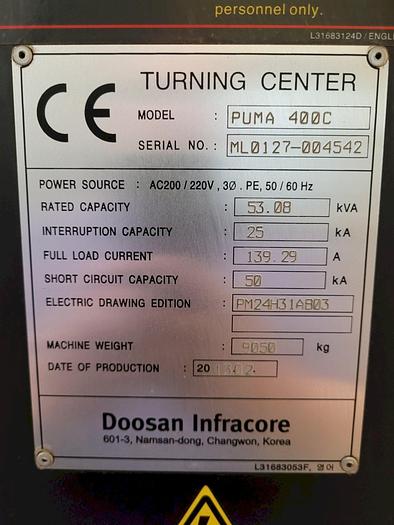 personnel only.
L31683124D / ENGLI
CE
TURNING CENTER
MODEL : PUMA 400C
SERIAL NO. : ML0127-004542
POWER SOURCE : AC200 / 220V , 3Ø . PE, 50 / 60 Hz
RATED CAPACITY : 53.08 kVA
INTERRUPTION CAPACITY : 25 kA
FULL LOAD CURRENT : 139.29 A
SHORT CIRCUIT CAPACITY : 50 kA
ELECTRIC DRAWING EDITION : PM24H31AB03
MACHINE WEIGHT : 9050 kg
DATE OF PRODUCTION : 20
Doosan Infracore
601-3, Namsan-dong, Changwon, Korea
L31683053F, 영어